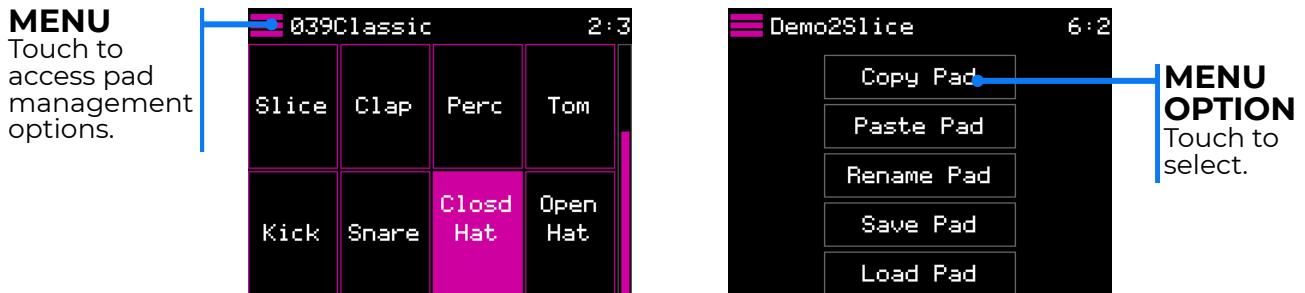 MENU
Touch to
access pad
management
options.
039Classic 2:3
Slice Clap Perc Tom
Kick Snare Closd Hat Open Hat
Demo2Slice 6:2
Copy Pad
Paste Pad
Rename Pad
Save Pad
Load Pad
MENU
OPTION
Touch to
select.